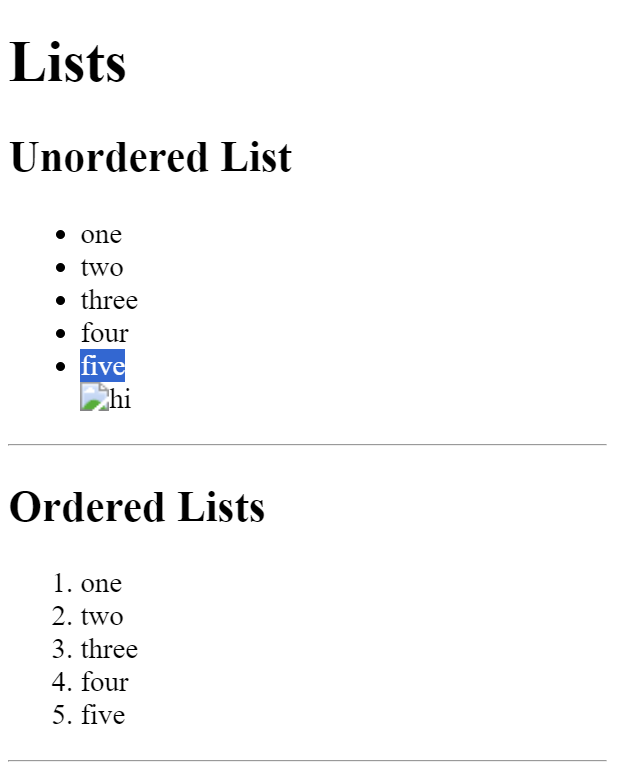 Lists
Unordered List
• one
• two
• three
• four
• five
hi
Ordered Lists
1. one
2. two
3. three
4. four
5. five